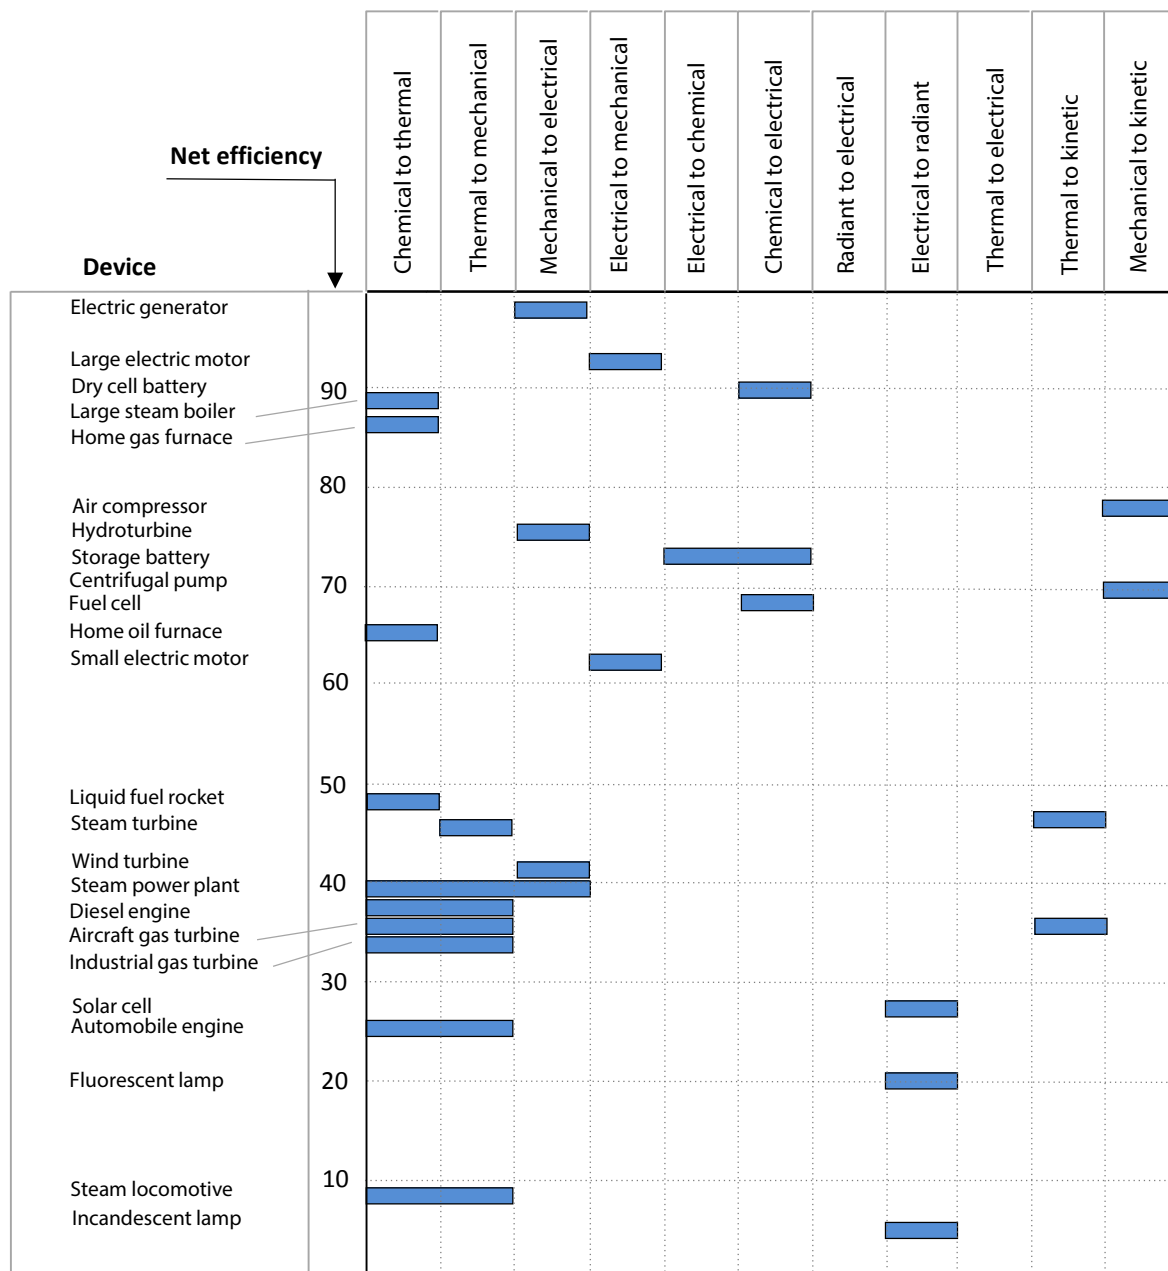 Chemical to thermal
Thermal to mechanical
Mechanical to electrical
Electrical to mechanical
Electrical to chemical
Chemical to electrical
Radiant to electrical
Electrical to radiant
Thermal to electrical
Thermal to kinetic
Mechanical to kinetic
Net efficiency
Device
Electric generator
Large electric motor
Dry cell battery
90
Large steam boiler
Home gas furnace
80
Air compressor
Hydroturbine
Storage battery
Centrifugal pump
70
Fuel cell
Home oil furnace
Small electric motor
60
50
Liquid fuel rocket
Steam turbine
Wind turbine
Steam power plant
40
Diesel engine
Aircraft gas turbine
Industrial gas turbine
30
Solar cell
Automobile engine
Fluorescent lamp
20
10
Steam locomotive
Incandescent lamp